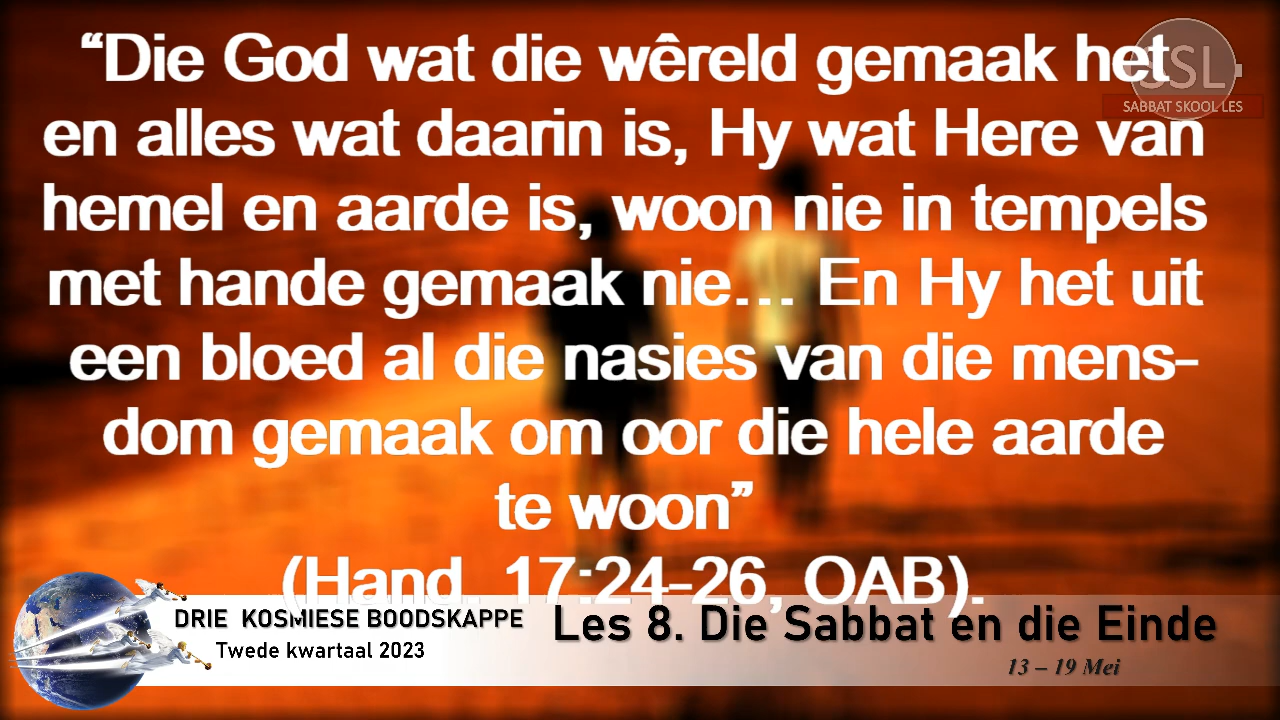 “Die God wat die wêreld gemaak het
en alles wat daarin is, Hy wat Here van
hemel en aarde is, woon nie in tempels
met hande gemaak nie… En Hy het uit
een bloed al die nasies van die mens-
dom gemaak om oor die hele aarde
te woon”
(Hand. 17:24-26, OAB).
SSL
SABBAT SKOOL LES
DRIE KOSMIESE BOODSKAPPE
Twede kwartaal 2023
Les 8. Die Sabbat en die Einde
13 – 19 Mei